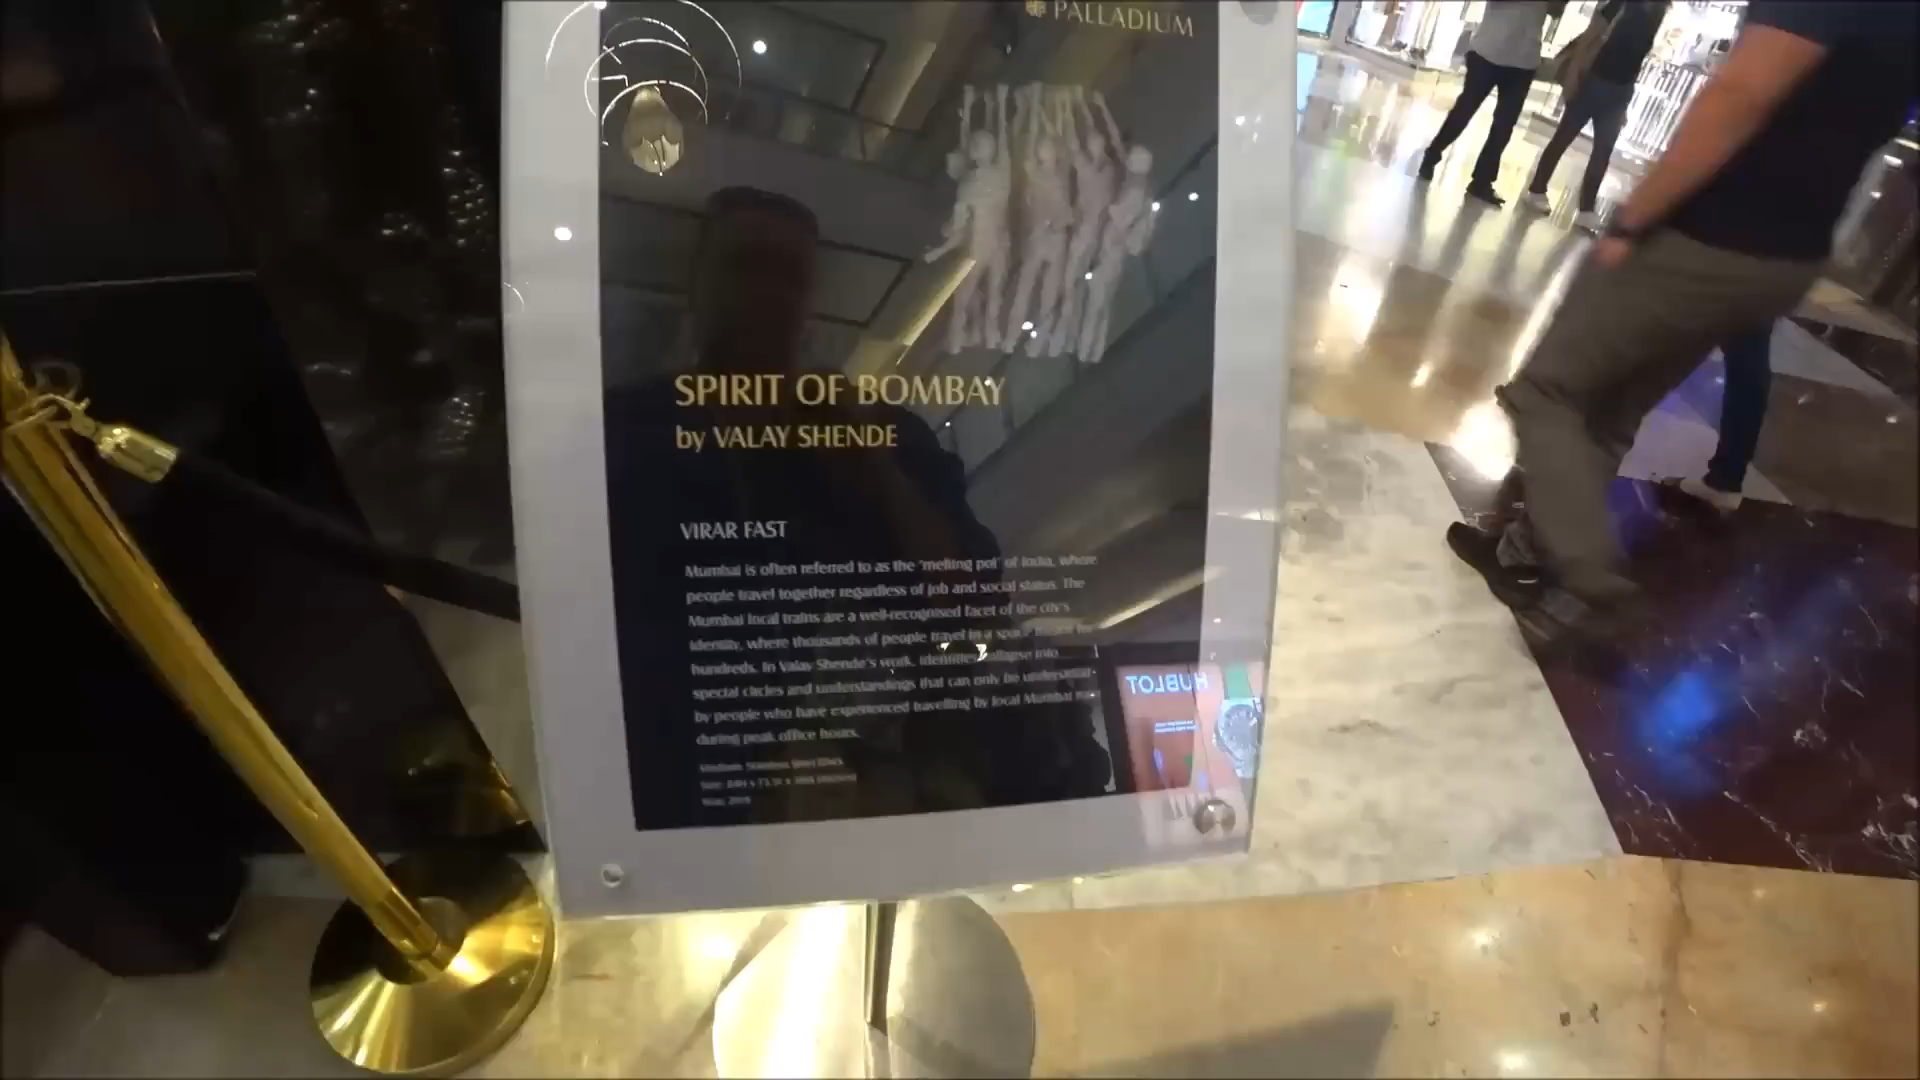 PALLADIUM
SPIRIT OF BOMBAY
by VALAY SHENDE
VIRAR FAST
Mumbai is often referred to as the 'melting pot' of India, where
people travel together regardless of job and social status. The
Mumbai local trains are a well-recognised facet of the city's
identity, where thousands of people travel in a space meant for
hundreds. In Valay Shende's work, identities collapse into
special circles and understandings that can only be understood
by people who have experienced travelling by local Mumbai
during peak office hours.
HUBLOT